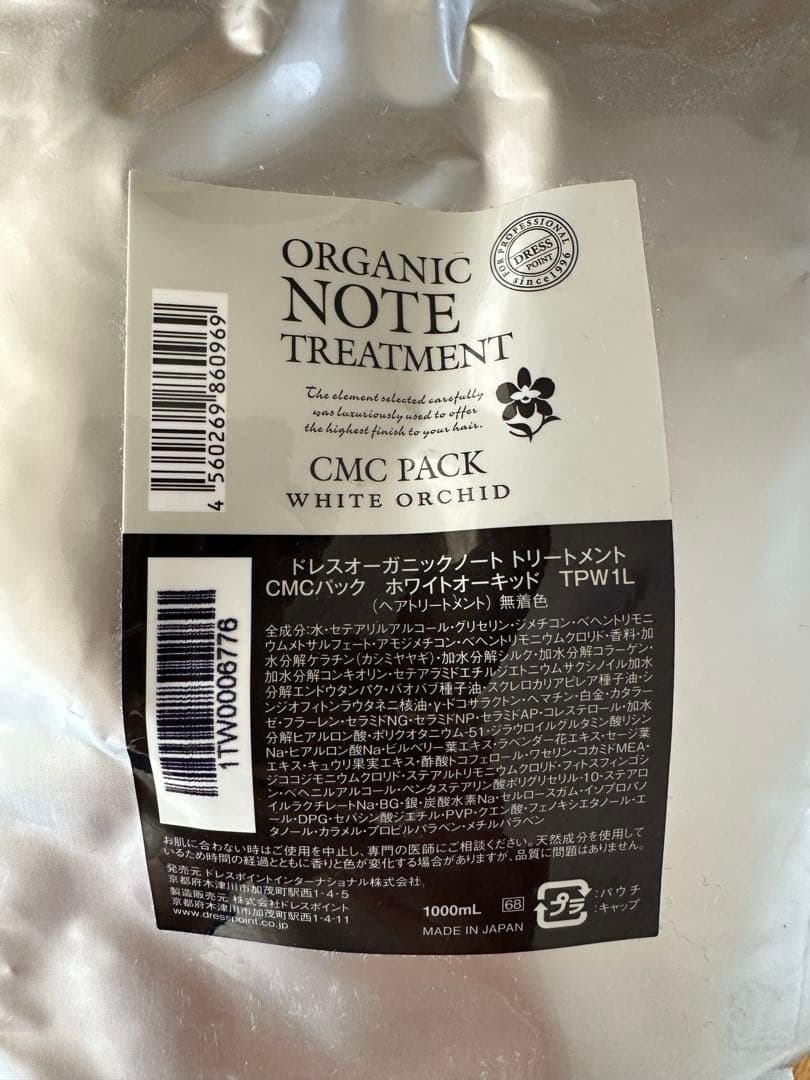 ORGANIC
NOTE
TREATMENT
FOR PROFESSIONAL
DRESS
POINT
since1996
The element selected carefully
was luxuriously used to offer
the highest finish to your hair.
CMC PACK
WHITE ORCHID
4 560269 860969
ドレスオーガニックノート トリートメント
CMCパック ホワイトオーキッド TPW1L
(ヘアトリートメント) 無着色
1TW0006776
全成分:水・セテアリルアルコール・グリセリン・ジメチコン・ベヘントリモニ
ウムメトサルフェート・アモジメチコン・ベヘントリモニウムクロリド・香料・加
水分解ケラチン(カシミヤヤギ)・加水分解シルク・加水分解コラーゲン・
加水分解コンキオリン・セテアラミドエチルジエトニウムサクシノイル加水
分解エンドウタンパク・バオバブ種子油・スクレロカリアビレア種子油・シ
ンジオフィトンラウタネニ核油・γ-ドコサラクトン・ヘマチン・白金・カタラー
ゼ・フラーレン・セラミドNG・セラミドNP・セラミドAP・コレステロール・加水
分解ヒアルロン酸・ポリクオタニウム-51・ジラウロイルグルタミン酸リシン
Na・ヒアルロン酸Na・ビルベリー葉エキス・ラベンダー花エキス・セージ葉
エキス・キュウリ果実エキス・酢酸トコフェロール・ワセリン・コカミドMEA・
ジココジモニウムクロリド・ステアルトリモニウムクロリド・フィトスフィンゴシ
ン・ベヘニルアルコール・ペンタステアリン酸ポリグリセリル-10・ステアロ
イルラクチレートNa・BG・銀・炭酸水素Na・セルロースガム・イソプロパノ
ール・DPG・セバシン酸ジエチル・PVP・クエン酸・フェノキシエタノール・エ
タノール・カラメル・プロピルパラベン・メチルパラベン
お肌に合わない時はご使用を中止し、専門の医師にご相談ください。天然成分を使用して
いるため時間の経過とともに香りと色が変化する場合がありますが、品質に問題はありません。
発売元 ドレスポイントインターナショナル株式会社
京都府木津川市加茂町駅西1-4-5
製造販売元 株式会社ドレスポイント
京都府木津川市加茂町駅西1-4-11
www.dresspoint.co.jp
1000mL
68
プラ
:パウチ
:キャップ
MADE IN JAPAN